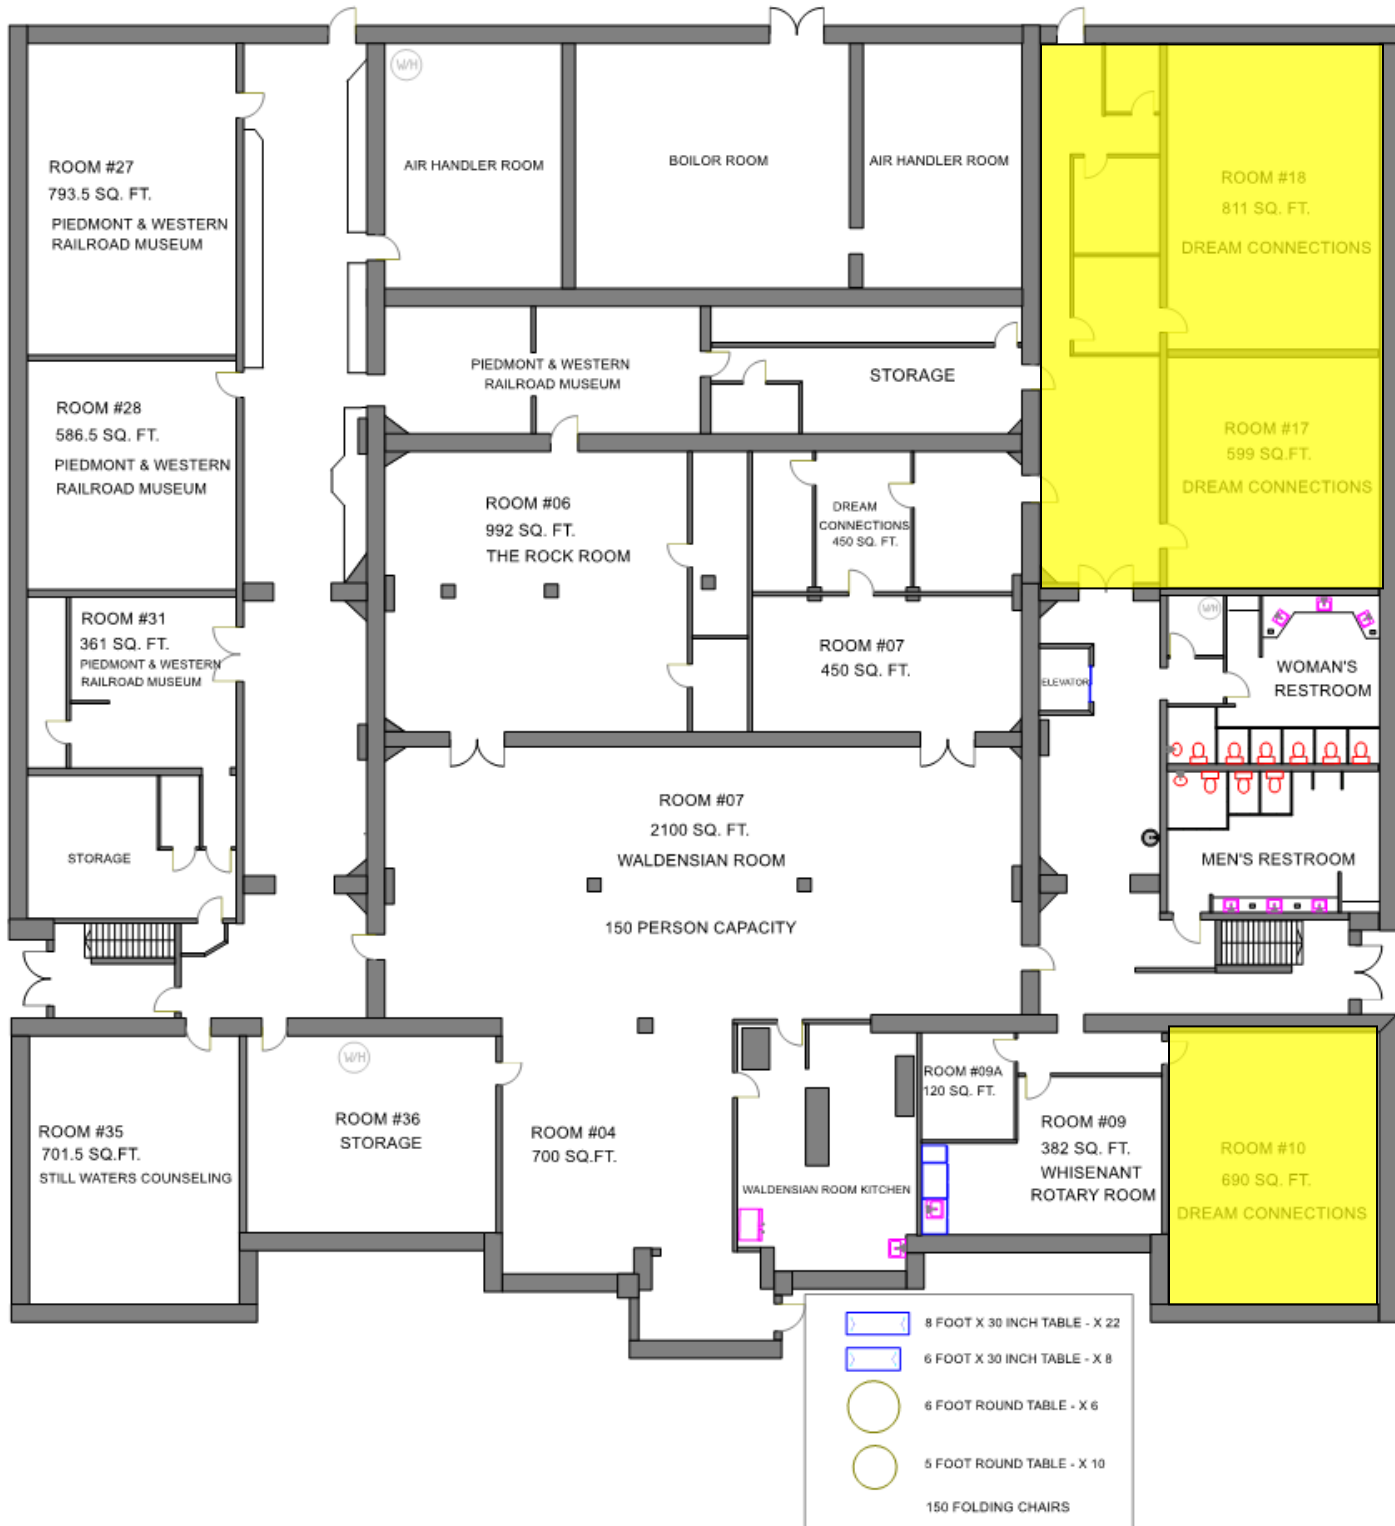 W/H
ROOM #27
793.5 SQ. FT.
PIEDMONT & WESTERN
RAILROAD MUSEUM
AIR HANDLER ROOM
BOILOR ROOM
AIR HANDLER ROOM
ROOM #18
811 SQ. FT.
DREAM CONNECTIONS
PIEDMONT & WESTERN
RAILROAD MUSEUM
STORAGE
ROOM #28
586.5 SQ. FT.
PIEDMONT & WESTERN
RAILROAD MUSEUM
ROOM #17
599 SQ.FT.
DREAM CONNECTIONS
ROOM #06
992 SQ. FT.
THE ROCK ROOM
DREAM
CONNECTIONS
450 SQ. FT.
ROOM #31
361 SQ. FT.
PIEDMONT & WESTERN
RAILROAD MUSEUM
ROOM #07
450 SQ. FT.
ELEVATOR
W/H
WOMAN'S
RESTROOM
STORAGE
ROOM #07
2100 SQ. FT.
WALDENSIAN ROOM
150 PERSON CAPACITY
MEN'S RESTROOM
W/H
ROOM #35
701.5 SQ.FT.
STILL WATERS COUNSELING
ROOM #36
STORAGE
ROOM #04
700 SQ.FT.
WALDENSIAN ROOM KITCHEN
ROOM #09A
120 SQ. FT.
ROOM #09
382 SQ. FT.
WHISENANT
ROTARY ROOM
ROOM #10
690 SQ. FT.
DREAM CONNECTIONS
8 FOOT X 30 INCH TABLE - X 22
6 FOOT X 30 INCH TABLE - X 8
6 FOOT ROUND TABLE - X 6
5 FOOT ROUND TABLE - X 10
150 FOLDING CHAIRS